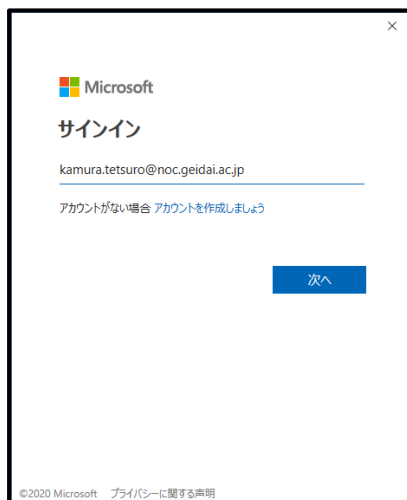 Microsoft
サインイン
kamura.tetsuro@noc.geidai.ac.jp
アカウントがない場合 アカウントを作成しましょう
次へ
©2020 Microsoft プライバシーに関する声明